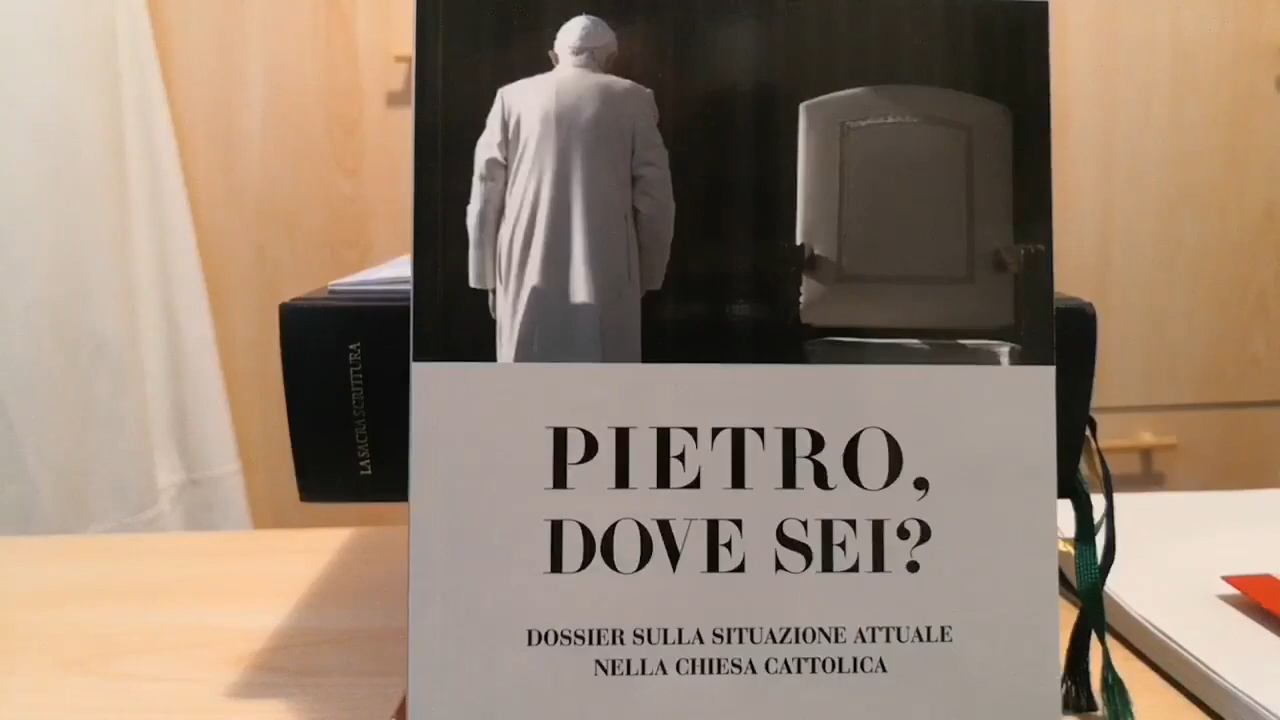 PIETRO,
DOVE SEI?
DOSSIER SULLA SITUAZIONE ATTUALE
NELLA CHIESA CATTOLICA
LA SACRA SCRITTURA